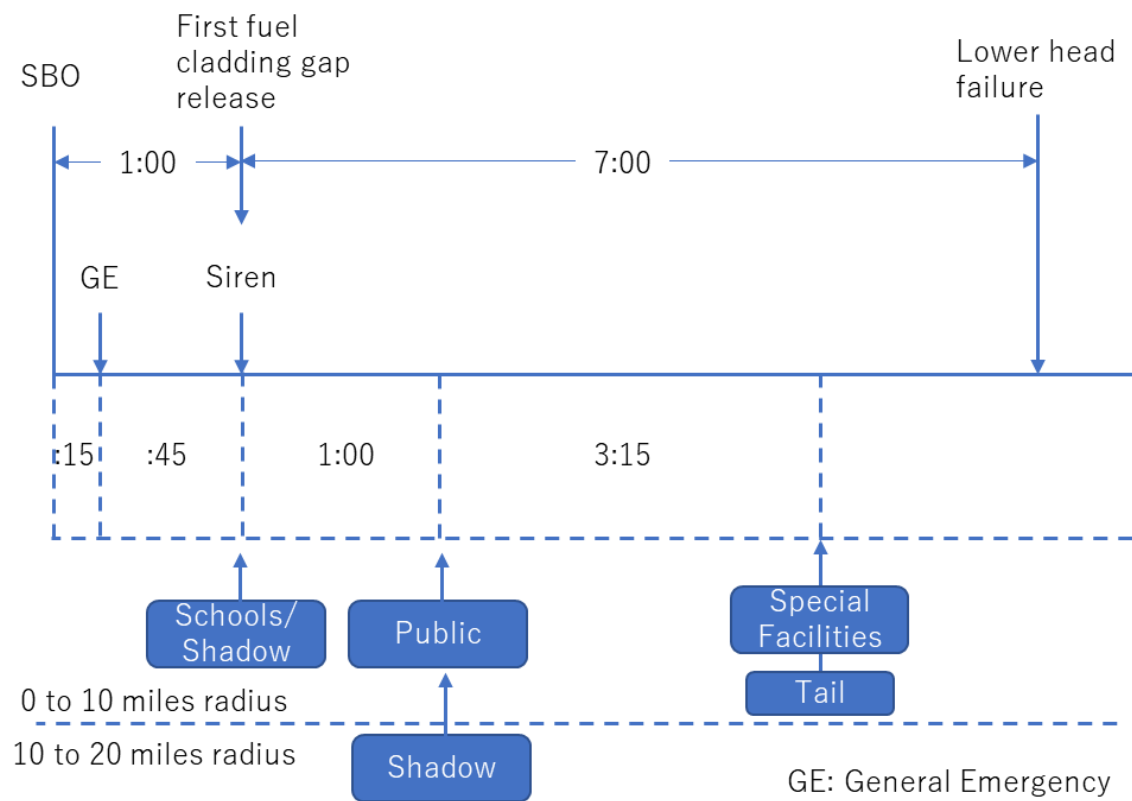 SBO
First fuel
cladding gap
release
Lower head
failure
1:00
7:00
GE
Siren
:15
:45
1:00
3:15
Schools/
Shadow
Public
Special
Facilities
Tail
0 to 10 miles radius
10 to 20 miles radius
Shadow
GE: General Emergency